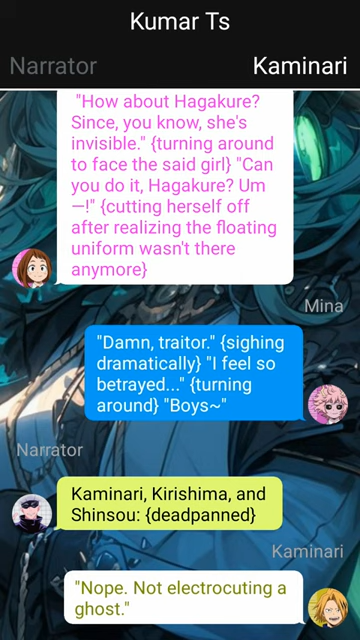 Kumar Ts
Narrator
Kaminari
"How about Hagakure?
Since, you know, she's
invisible." {turning around
to face the said girl} "Can
you do it, Hagakure? Um
—!" {cutting herself off
after realizing the floating
uniform wasn't there
anymore}
Mina
"Damn, traitor." {sighing
dramatically} "I feel so
betrayed..." {turning
around} "Boys~"
Narrator
Kaminari, Kirishima, and
Shinsou: {deadpanned}
Kaminari
"Nope. Not electrocuting a
ghost."